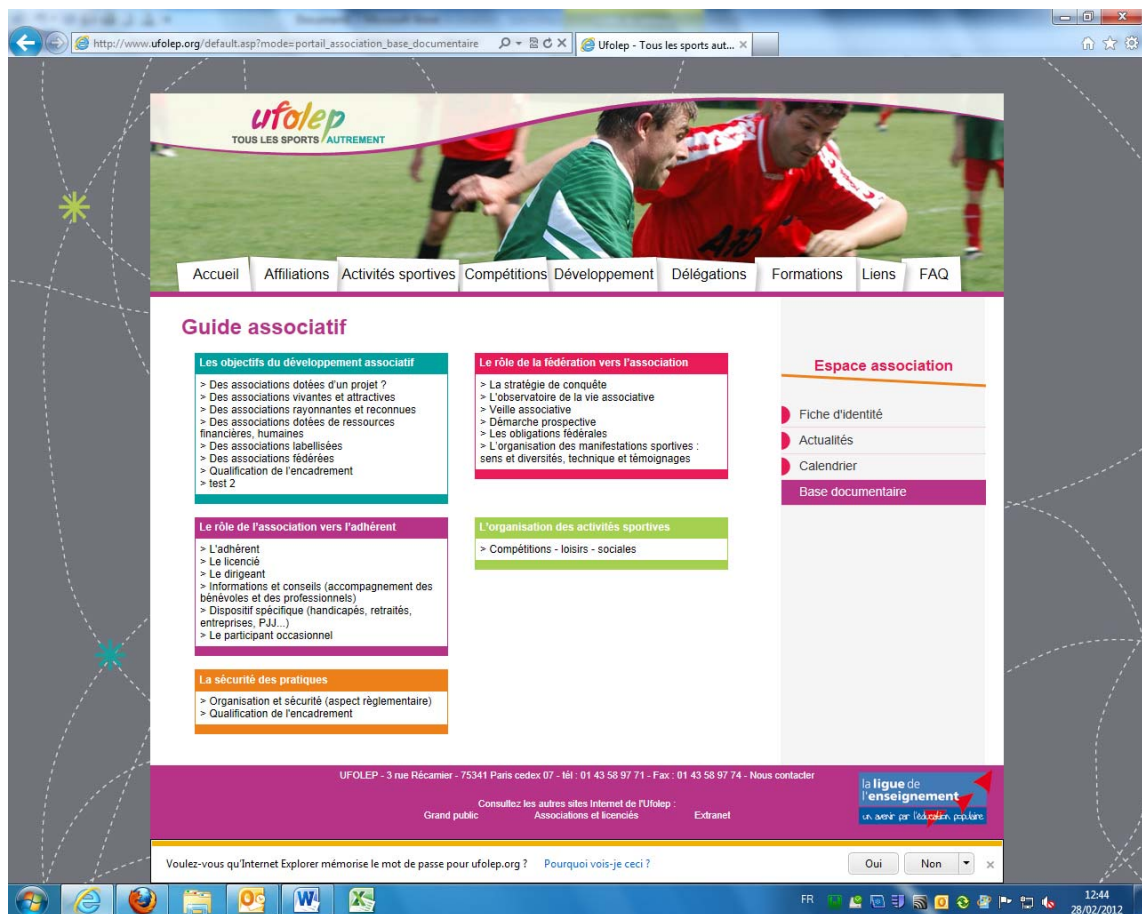 http://www.ufolep.org/default.asp?mode=portail_association_base_documentaire
Ufolep - Tous les sports aut...
ufolep
TOUS LES SPORTS AUTREMENT
Accueil Affiliations Activités sportives Compétitions Développement Délégations Formations Liens FAQ
Guide associatif
Les objectifs du développement associatif
> Des associations dotées d'un projet ?
> Des associations vivantes et attractives
> Des associations rayonnantes et reconnues
> Des associations dotées de ressources
financières, humaines
> Des associations labellisées
> Des associations fédérées
> Qualification de l'encadrement
> test 2
Le rôle de la fédération vers l'association
> La stratégie de conquête
> L'observatoire de la vie associative
> Veille associative
> Démarche prospective
> Les obligations fédérales
> L'organisation des manifestations sportives :
sens et diversités, technique et témoignages
Espace association
Fiche d'identité
Actualités
Calendrier
Base documentaire
Le rôle de l'association vers l'adhérent
> L'adhérent
> Le licencié
> Le dirigeant
> Informations et conseils (accompagnement des
bénévoles et des professionnels)
> Dispositif spécifique (handicapés, retraités,
entreprises, PJJ...)
> Le participant occasionnel
L'organisation des activités sportives
> Compétitions - loisirs - sociales
La sécurité des pratiques
> Organisation et sécurité (aspect règlementaire)
> Qualification de l'encadrement
UFOLEP - 3 rue Récamier - 75341 Paris cedex 07 - tél : 01 43 58 97 71 - Fax : 01 43 58 97 74 - Nous contacter
Consultez les autres sites Internet de l'Ufolep :
Grand public Associations et licenciés Extranet
la ligue de
l'enseignement
un avenir par l'éducation populaire
Voulez-vous qu'Internet Explorer mémorise le mot de passe pour ufolep.org ? Pourquoi vois-je ceci ? Oui Non
FR
12:44
28/02/2012